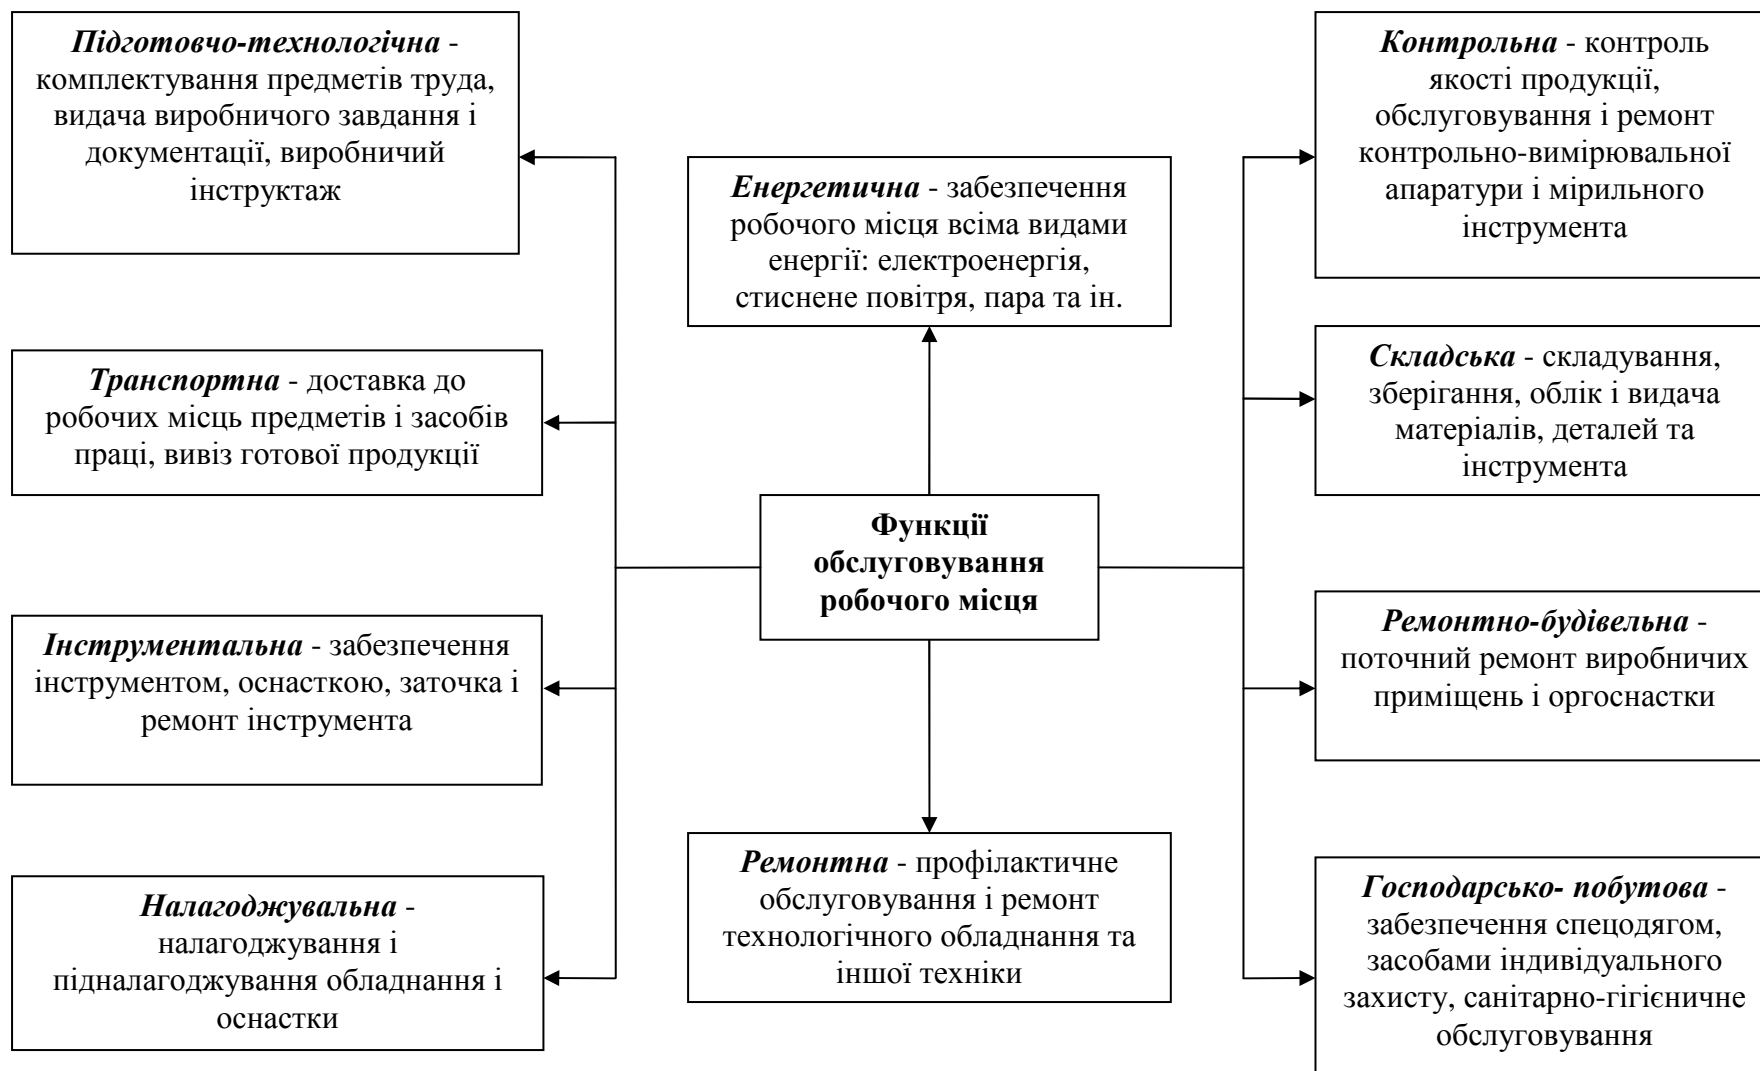 Підготовчо-технологічна -
комплектування предметів труда,
видача виробничого завдання і
документації, виробничий
інструктаж
Транспортна - доставка до
робочих місць предметів і засобів
праці, вивіз готової продукції
Інструментальна - забезпечення
інструментом, оснасткою, заточка і
ремонт інструмента
Налагоджувальна -
налагоджування і
підналагоджування обладнання і
оснастки
Енергетична - забезпечення
робочого місця всіма видами
енергії: електроенергія,
стиснене повітря, пара та ін.
Функції
обслуговування
робочого місця
Ремонтна - профілактичне
обслуговування і ремонт
технологічного обладнання та
іншої техніки
Контрольна - контроль
якості продукції,
обслуговування і ремонт
контрольно-вимірювальної
апаратури і мірильного
інструмента
Складська - складування,
зберігання, облік і видача
матеріалів, деталей та
інструмента
Ремонтно-будівельна -
поточний ремонт виробничих
приміщень і оргоснастки
Господарсько- побутова -
забезпечення спецодягом,
засобами індивідуального
захисту, санітарно-гігієничне
обслуговування